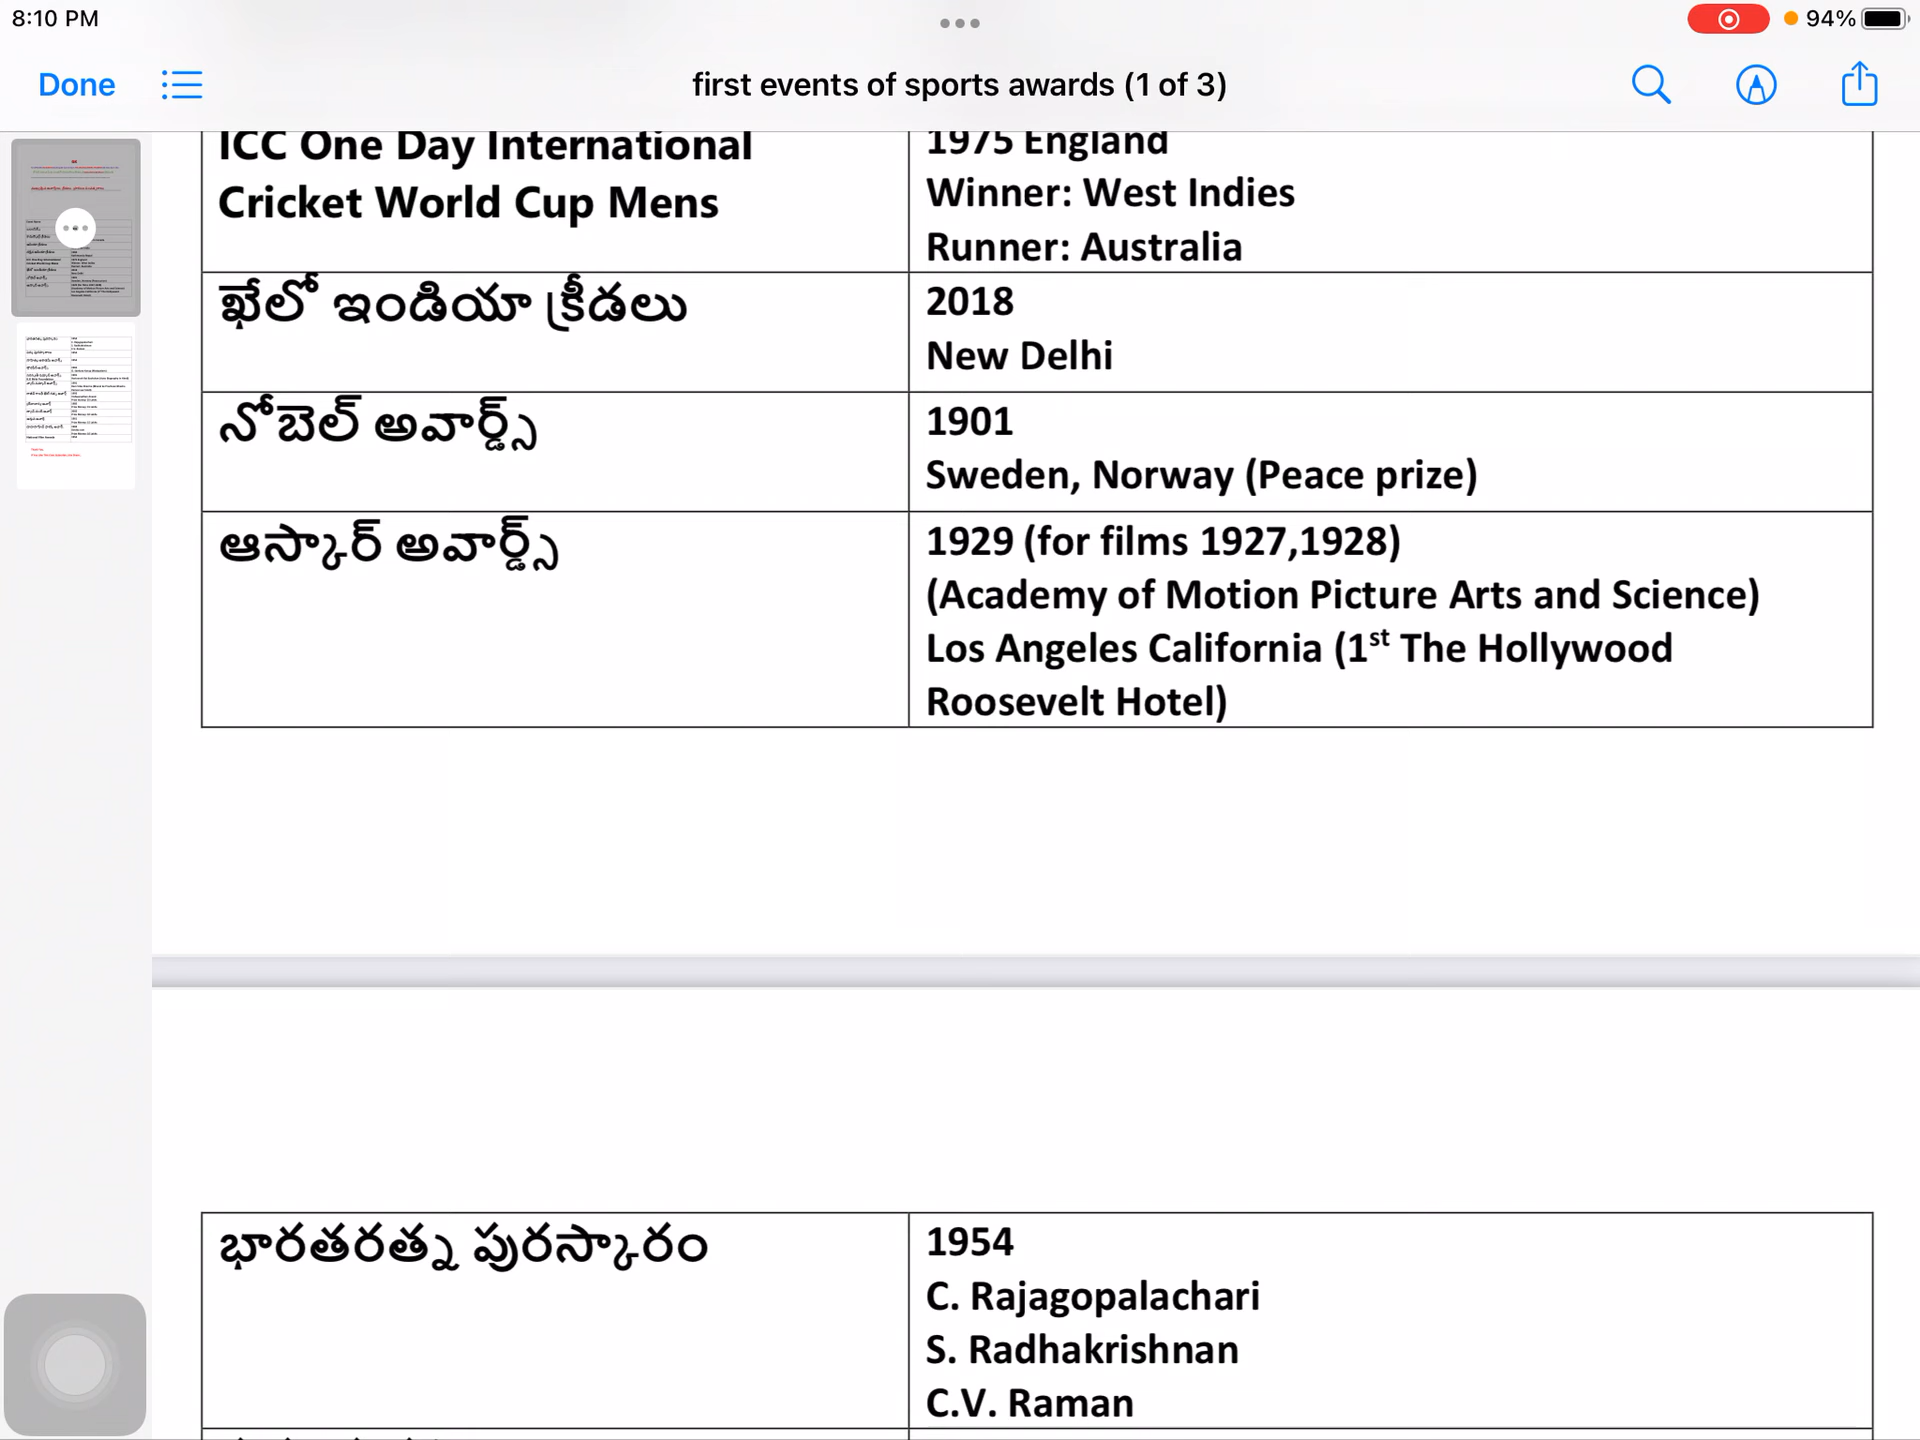 8:10 PM
94%
Done
first events of sports awards (1 of 3)
ICC One Day International
Cricket World Cup Mens
1975 England
Winner: West Indies
Runner: Australia
ఖేలో ఇండియా క్రీడలు
2018
New Delhi
నోబెల్ అవార్డ్స్
1901
Sweden, Norway (Peace prize)
ఆస్కార్ అవార్డ్స్
1929 (for films 1927,1928)
(Academy of Motion Picture Arts and Science)
Los Angeles California (1st The Hollywood
Roosevelt Hotel)
భారతరత్న పురస్కారం
1954
C. Rajagopalachari
S. Radhakrishnan
C.V. Raman